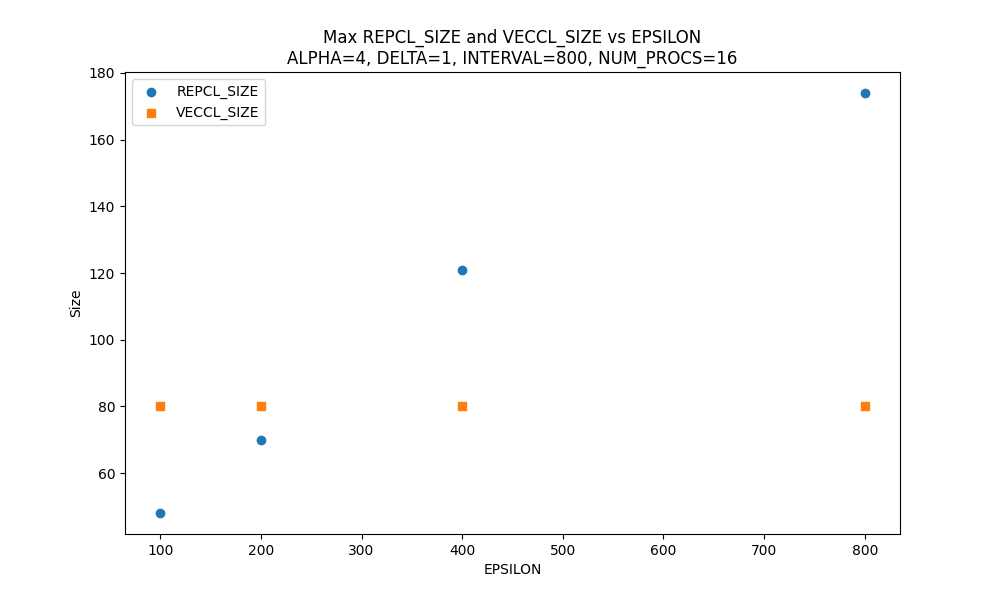 Max REPCL_SIZE and VECCL_SIZE vs EPSILON
ALPHA=4, DELTA=1, INTERVAL=800, NUM_PROCS=16
REPCL_SIZE
VECCL_SIZE
180
160
140
120
100
80
60
Size
100 200 300 400 500 600 700 800
EPSILON